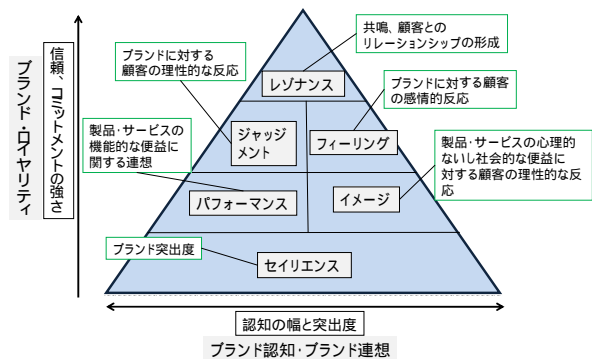 共鳴、顧客との
リレーションシップの形成
ブランドに対する
顧客の理性的な反応
レゾナンス
ブランドに対する顧客
の感情的反応
製品・サービスの
機能的な便益に
関する連想
ジャッジ
メント
フィーリング
製品・サービスの心理的
ないし社会的な便益に
対する顧客の理性的な反
応
パフォーマンス
イメージ
ブランド突出度
セイリエンス
信頼、コミットメントの強さ
ブランド・ロイヤリティ
認知の幅と突出度
ブランド認知・ブランド連想